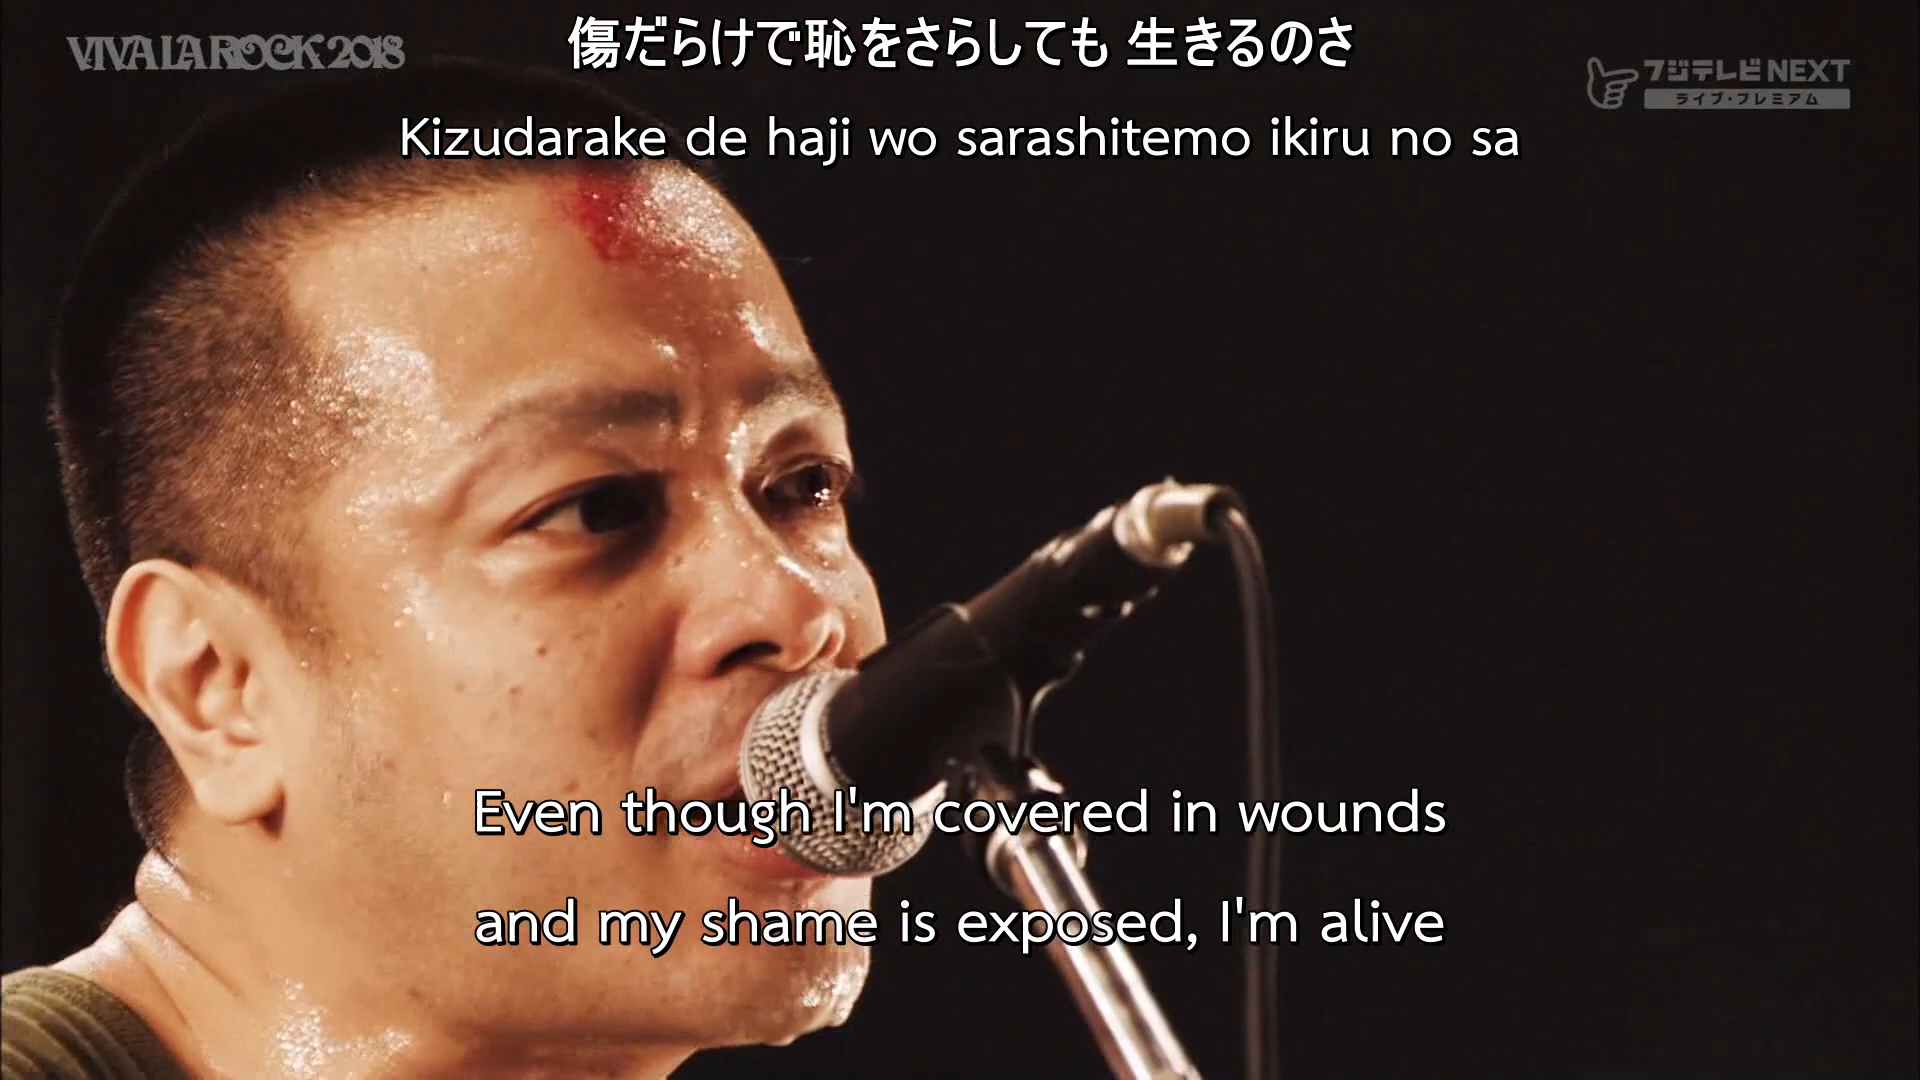 VIVA LA ROCK 2018
傷だらけで恥をさらしても 生きるのさ
フジテレビNEXT
ライブ・プレミアム
Kizudarake de haji wo sarashitemo ikiru no sa
Even though I'm covered in wounds
and my shame is exposed, I'm alive